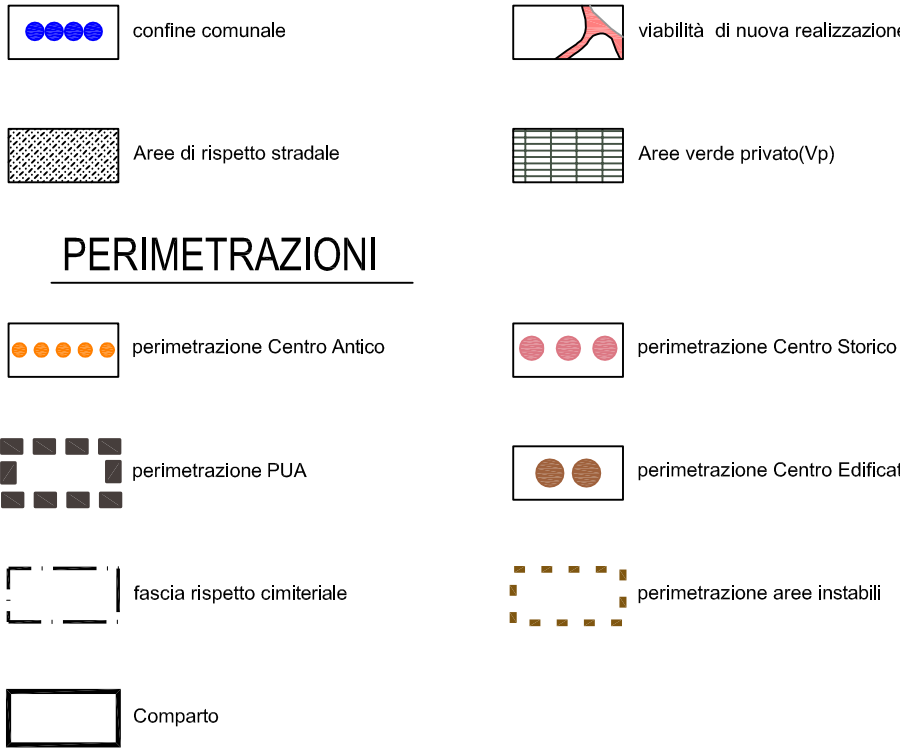 confine comunale
viabilità di nuova realizzazione
Aree di rispetto stradale
Aree verde privato(Vp)
PERIMETRAZIONI
perimetrazione Centro Antico
perimetrazione Centro Storico
perimetrazione PUA
perimetrazione Centro Edificat
fascia rispetto cimiteriale
perimetrazione aree instabili
Comparto